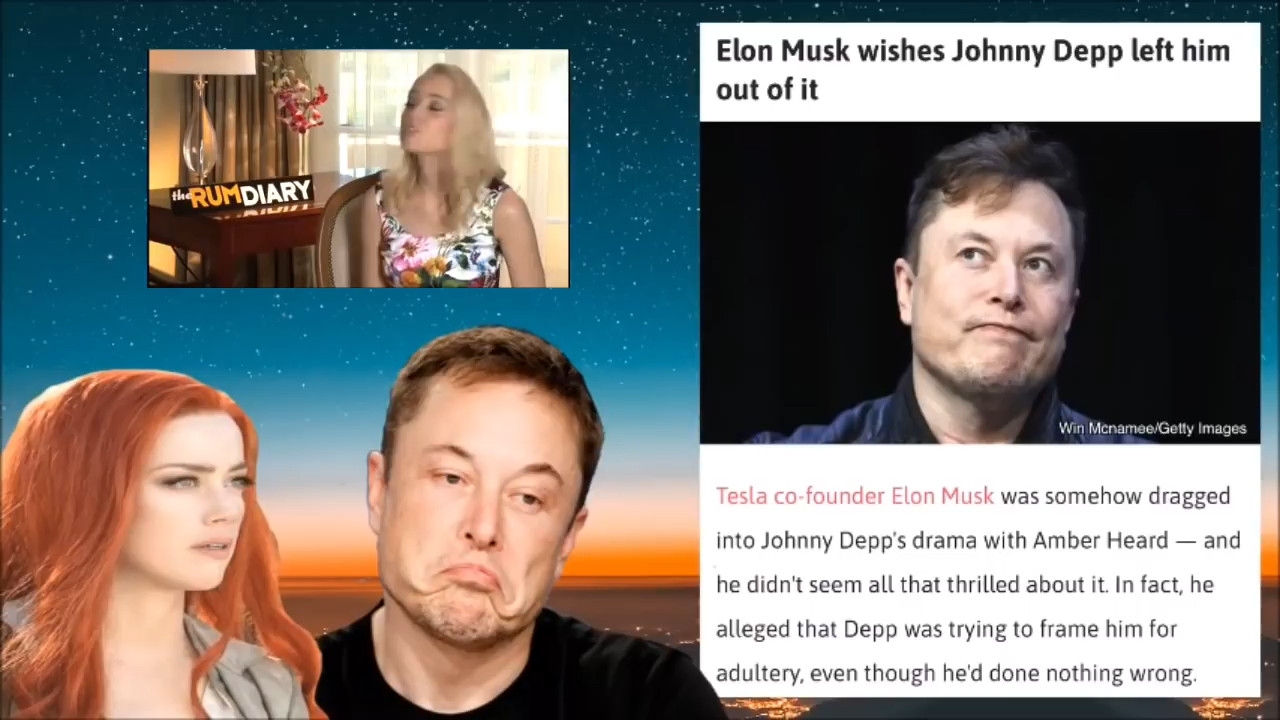 theRUMDIARY
Elon Musk wishes Johnny Depp left him
out of it
Win Mcnamee/Getty Images
Tesla co-founder Elon Musk was somehow dragged
into Johnny Depp's drama with Amber Heard — and
he didn't seem all that thrilled about it. In fact, he
alleged that Depp was trying to frame him for
adultery, even though he'd done nothing wrong.